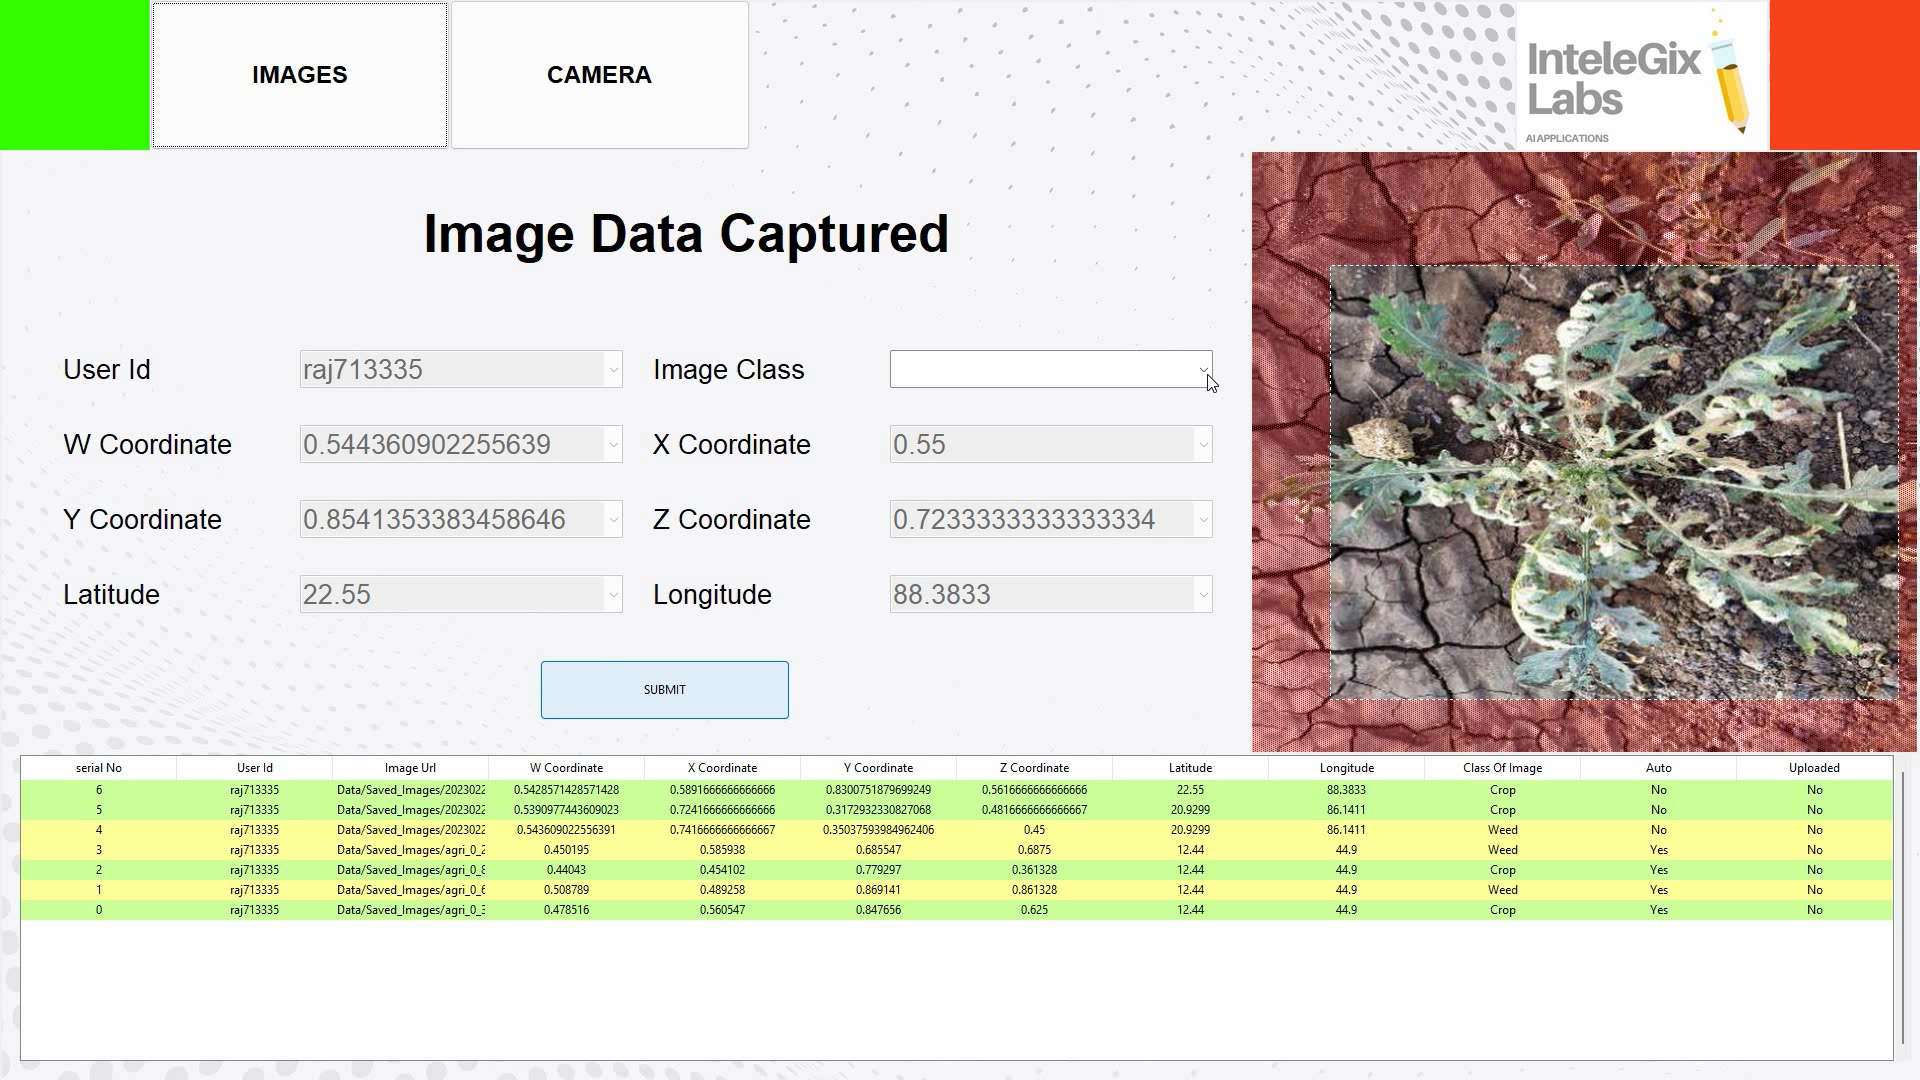 IMAGES
CAMERA
InteleGix
Labs
AI APPLICATIONS
Image Data Captured
User Id raj713335 Image Class
W Coordinate 0.544360902255639 X Coordinate 0.55
Y Coordinate 0.8541353383458646 Z Coordinate 0.7233333333333334
Latitude 22.55 Longitude 88.3833
SUBMIT
serial No User Id Image Url W Coordinate X Coordinate Y Coordinate Z Coordinate Latitude Longitude Class Of Image Auto Uploaded
6 raj713335 Data/Saved_Images/2023022 0.5428571428571428 0.5891666666666666 0.8300751879699249 0.5616666666666666 22.55 88.3833 Crop No No
5 raj713335 Data/Saved_Images/2023022 0.5390977443609023 0.7241666666666666 0.3172932330827068 0.4816666666666667 20.9299 86.1411 Crop No No
4 raj713335 Data/Saved_Images/2023022 0.543609022556391 0.7416666666666667 0.35037593984962406 0.45 20.9299 86.1411 Weed No No
3 raj713335 Data/Saved_Images/agri_0_2 0.450195 0.585938 0.685547 0.6875 12.44 44.9 Weed Yes No
2 raj713335 Data/Saved_Images/agri_0_8 0.44043 0.454102 0.779297 0.361328 12.44 44.9 Crop Yes No
1 raj713335 Data/Saved_Images/agri_0_6 0.508789 0.489258 0.869141 0.861328 12.44 44.9 Weed Yes No
0 raj713335 Data/Saved_Images/agri_0_3 0.478516 0.560547 0.847656 0.625 12.44 44.9 Crop Yes No